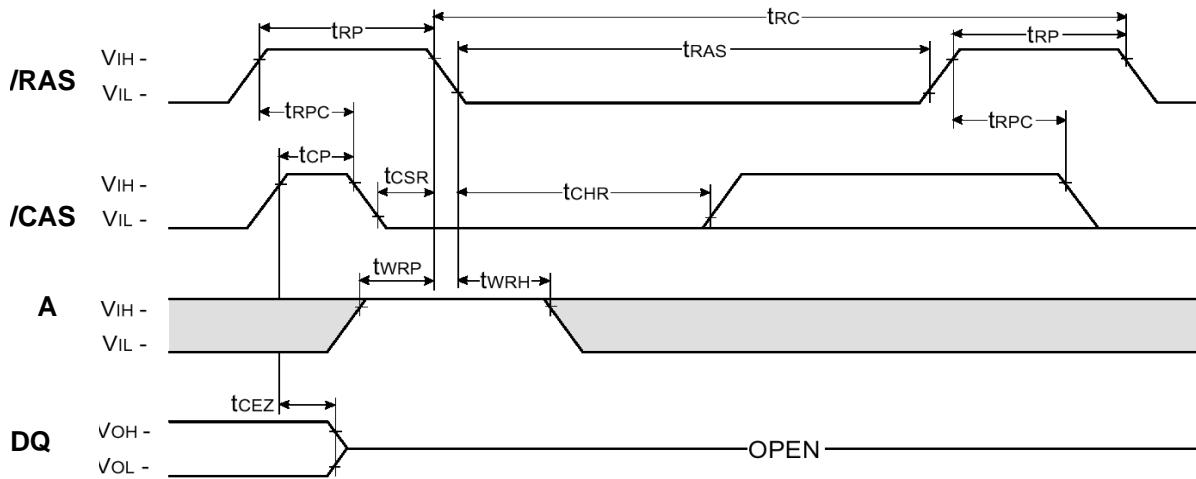 tRC
tRP
tRP
/RAS
VIH -
VIL -
tRAS
tRPC
tRPC
tCP
tCSR
tCHR
/CAS
VIH -
VIL -
tWRP
tWRH
A
VIH -
VIL -
tCEZ
DQ
VOH -
VOL -
OPEN